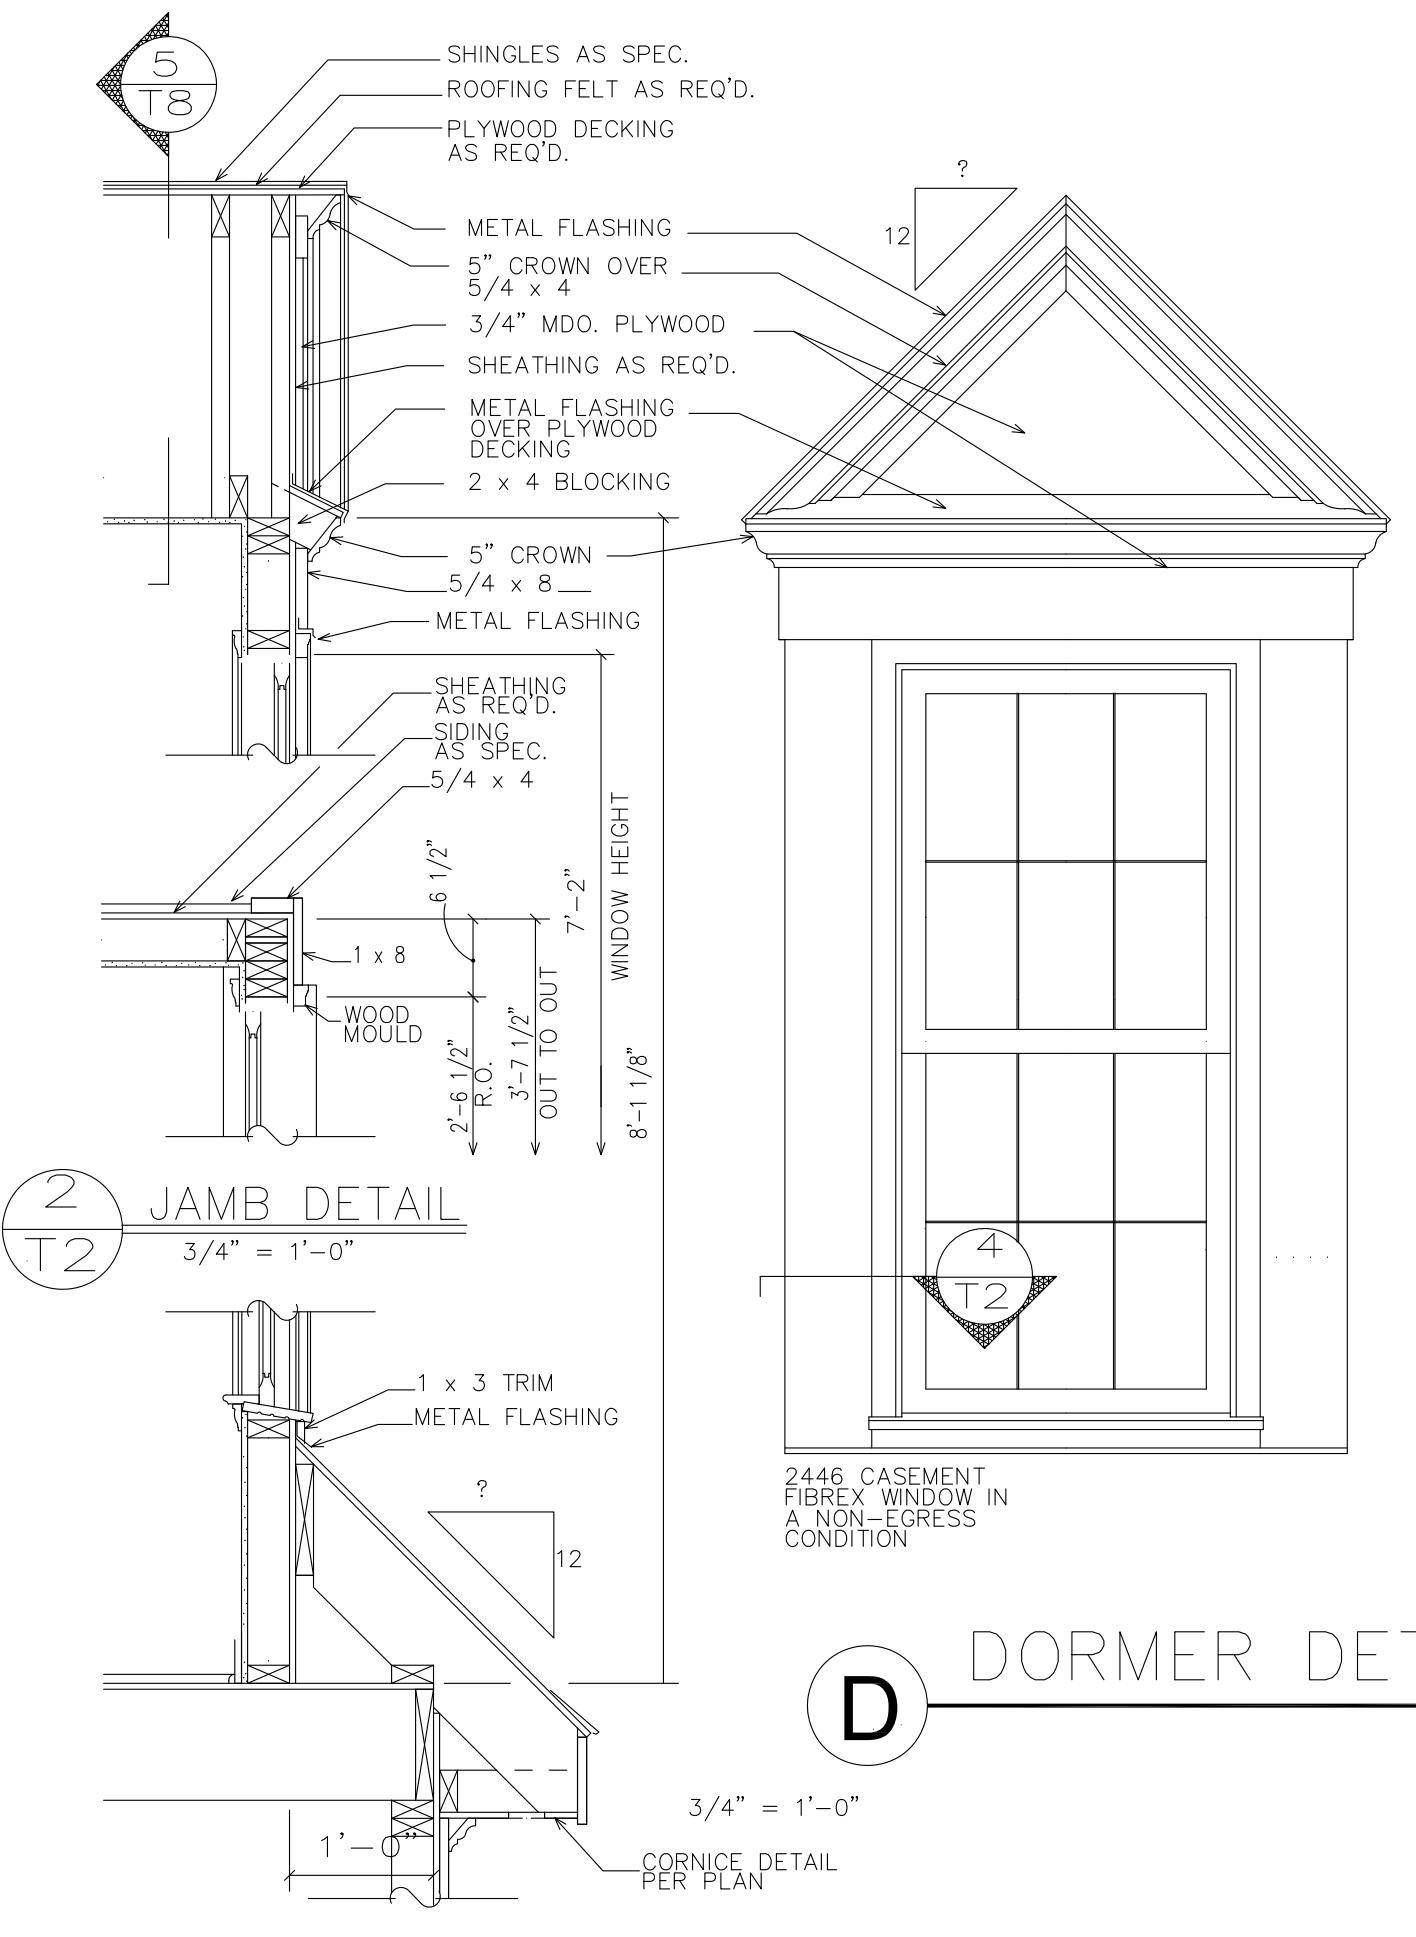 5
T8
SHINGLES AS SPEC.
ROOFING FELT AS REQ'D.
PLYWOOD DECKING
AS REQ'D.
METAL FLASHING
5" CROWN OVER
5/4 x 4
3/4" MDO. PLYWOOD
SHEATHING AS REQ'D.
METAL FLASHING
OVER PLYWOOD
DECKING
2 x 4 BLOCKING
5" CROWN
5/4 x 8
METAL FLASHING
?
12
SHEATHING
AS REQ'D.
SIDING
AS SPEC.
5/4 x 4
6 1/2"
1 x 8
WOOD
MOULD
2'-6 1/2"
R.O.
3'-7 1/2"
OUT TO OUT
7'-2"
WINDOW HEIGHT
8'-1 1/8"
2
T2
JAMB DETAIL
3/4" = 1'-0"
4
T2
1 x 3 TRIM
METAL FLASHING
?
12
2446 CASEMENT
FIBREX WINDOW IN
A NON-EGRESS
CONDITION
D
DORMER DET
3/4" = 1'-0"
1'-0"
CORNICE DETAIL
PER PLAN